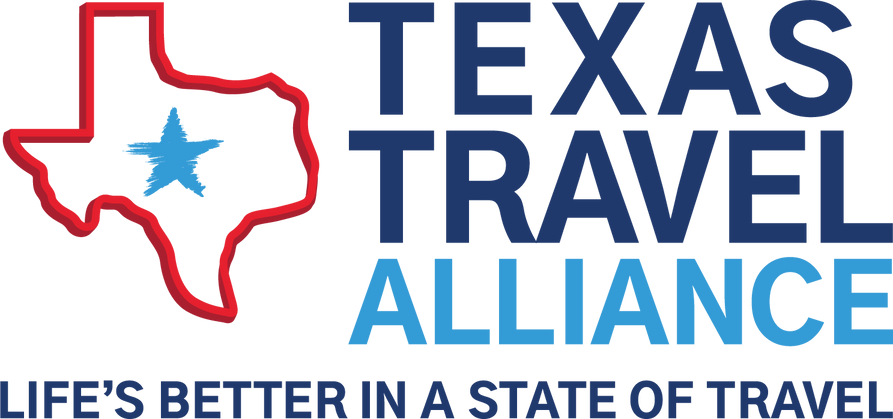 TEXAS
TRAVEL
ALLIANCE
LIFE’S BETTER IN A STATE OF TRAVEL